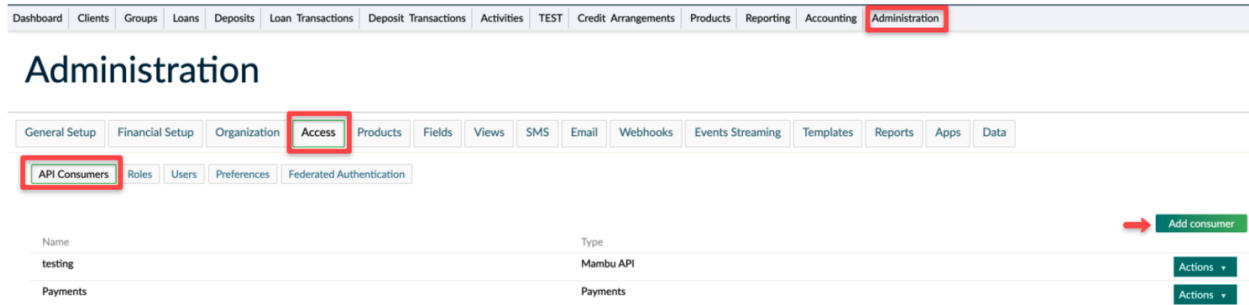 Dashboard Clients Groups Loans Deposits Loan Transactions Deposit Transactions Activities TEST Credit Arrangements Products Reporting Accounting Administration
Administration
General Setup Financial Setup Organization Access Products Fields Views SMS Email Webhooks Events Streaming Templates Reports Apps Data
API Consumers Roles Users Preferences Federated Authentication
Add consumer
Name Type
testing Mambu API Actions
Payments Payments Actions